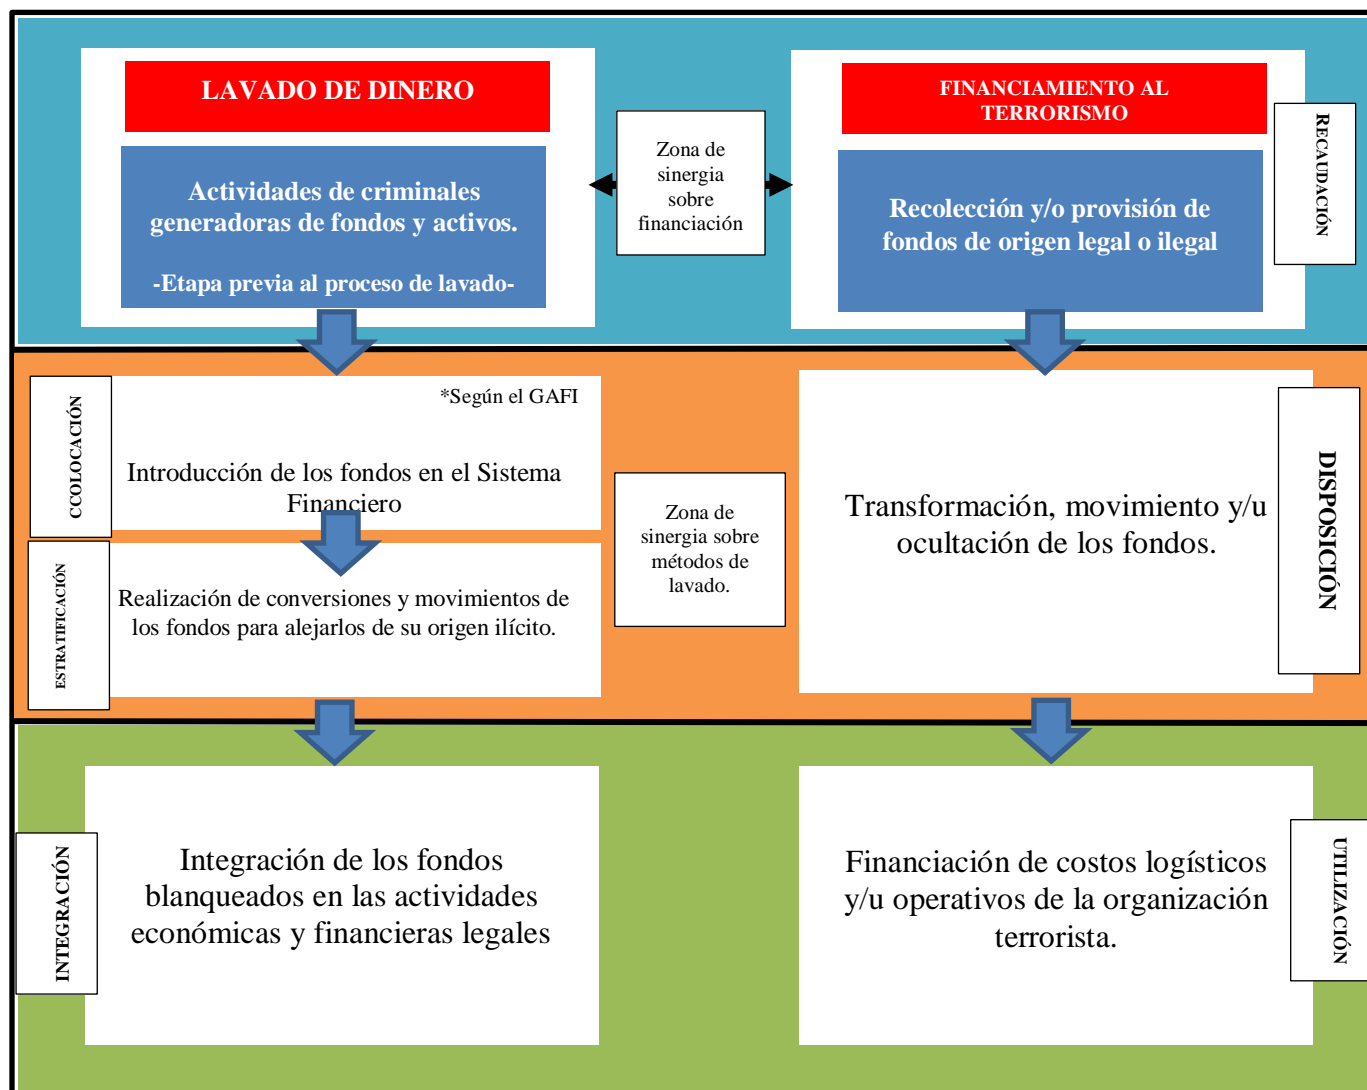 LAVADO DE DINERO
Actividades de criminales
generadoras de fondos y activos.
-Etapa previa al proceso de lavado-
Zona de
sinergia
sobre
financiación
FINANCIAMIENTO AL
TERRORISMO
Recolección y/o provisión de
fondos de origen legal o ilegal
RECAUDACIÓN
CCOLOCACIÓN
*Según el GAFI
Introducción de los fondos en el Sistema
Financiero
ESTRATIFICACIÓN
Realización de conversiones y movimientos de
los fondos para alejarlos de su origen ilícito.
Zona de
sinergia sobre
métodos de
lavado.
Transformación, movimiento y/u
ocultación de los fondos.
DISPOSICIÓN
INTEGRACIÓN
Integración de los fondos
blanqueados en las actividades
económicas y financieras legales
Financiación de costos logísticos
y/u operativos de la organización
terrorista.
UTILIZACIÓN